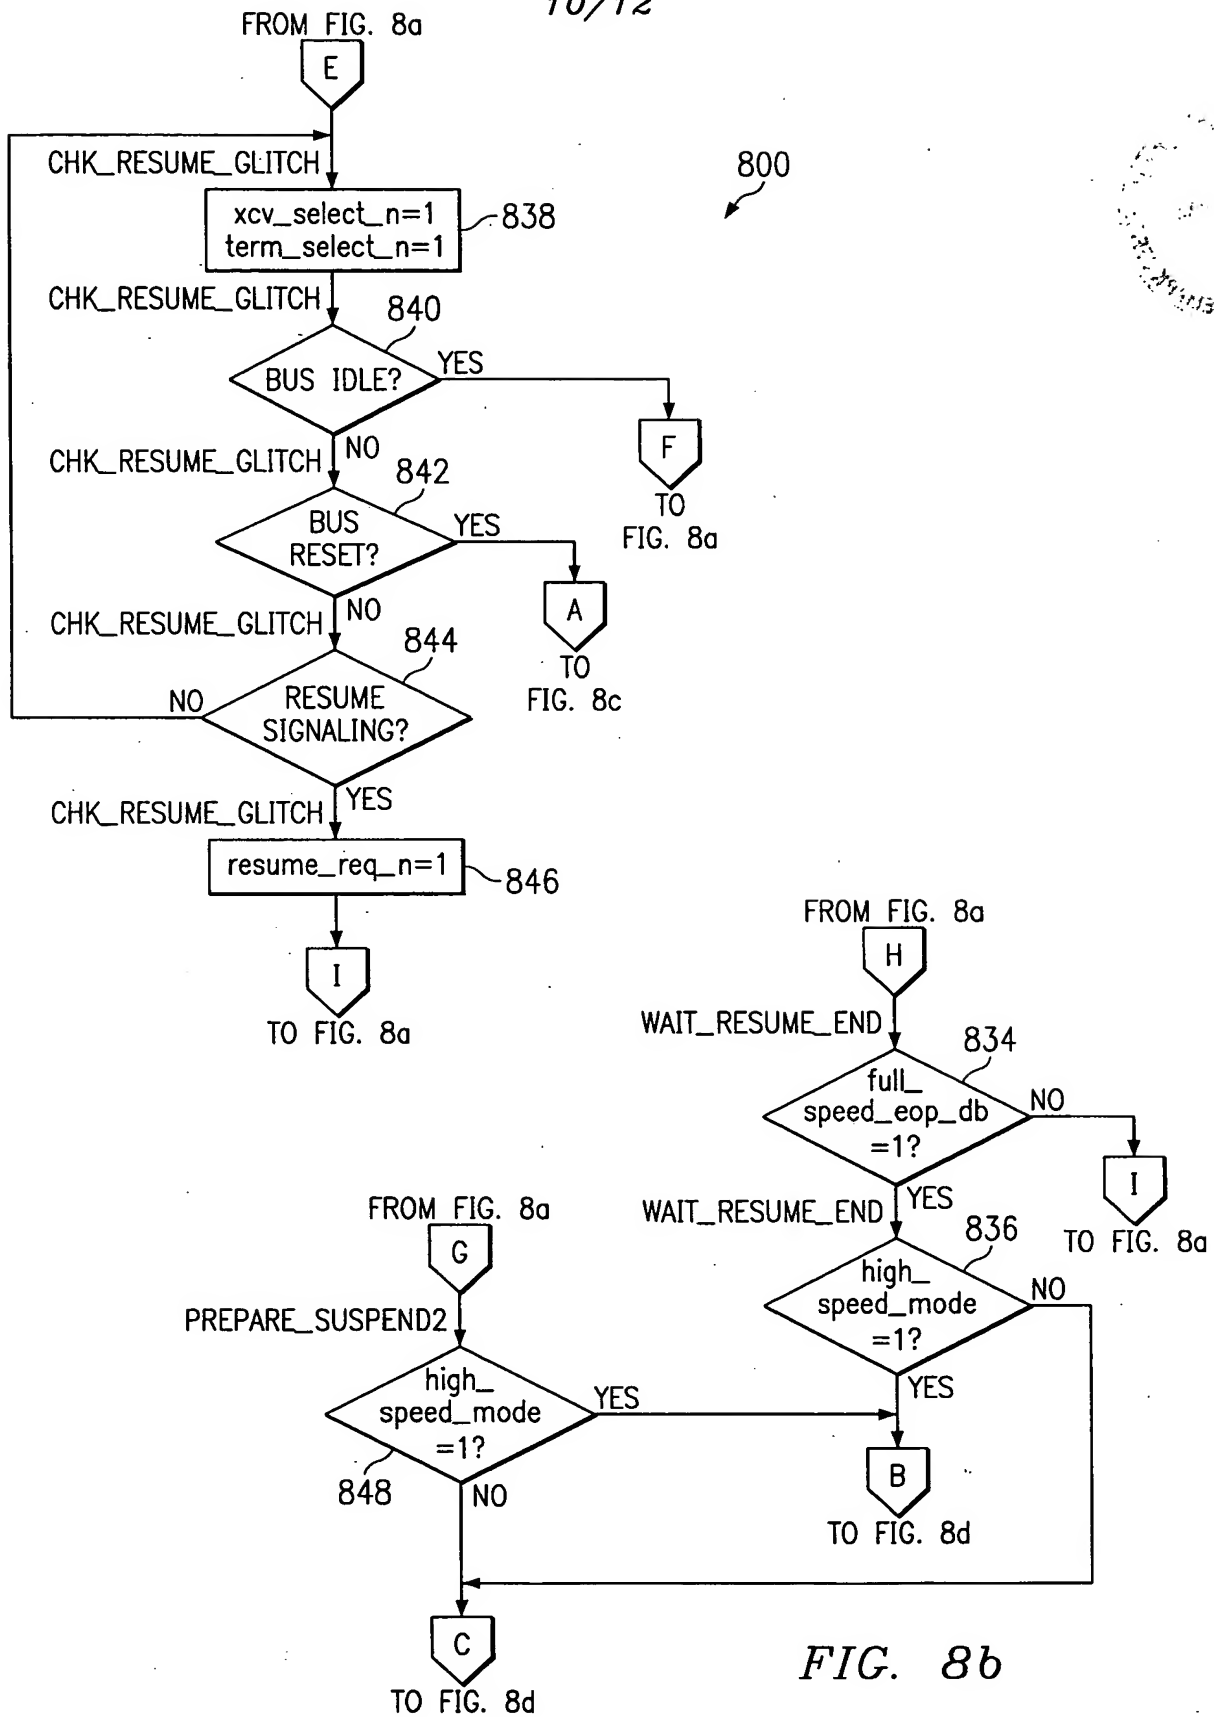 10/12
FROM FIG. 8a
E
CHK_RESUME_GLITCH
800
xcv_select_n=1
term_select_n=1
838
CHK_RESUME_GLITCH
840
BUS IDLE?
YES
F
TO
FIG. 8a
NO
CHK_RESUME_GLITCH
842
BUS
RESET?
YES
A
TO
FIG. 8c
NO
CHK_RESUME_GLITCH
844
RESUME
SIGNALING?
NO
YES
CHK_RESUME_GLITCH
resume_req_n=1
846
I
TO FIG. 8a
FROM FIG. 8a
H
WAIT_RESUME_END
834
full_
speed_eop_db
=1?
NO
I
TO FIG. 8a
YES
WAIT_RESUME_END
836
high_
speed_mode
=1?
NO
YES
FROM FIG. 8a
G
PREPARE_SUSPEND2
high_
speed_mode
=1?
848
YES
NO
B
TO FIG. 8d
C
TO FIG. 8d
FIG. 8b